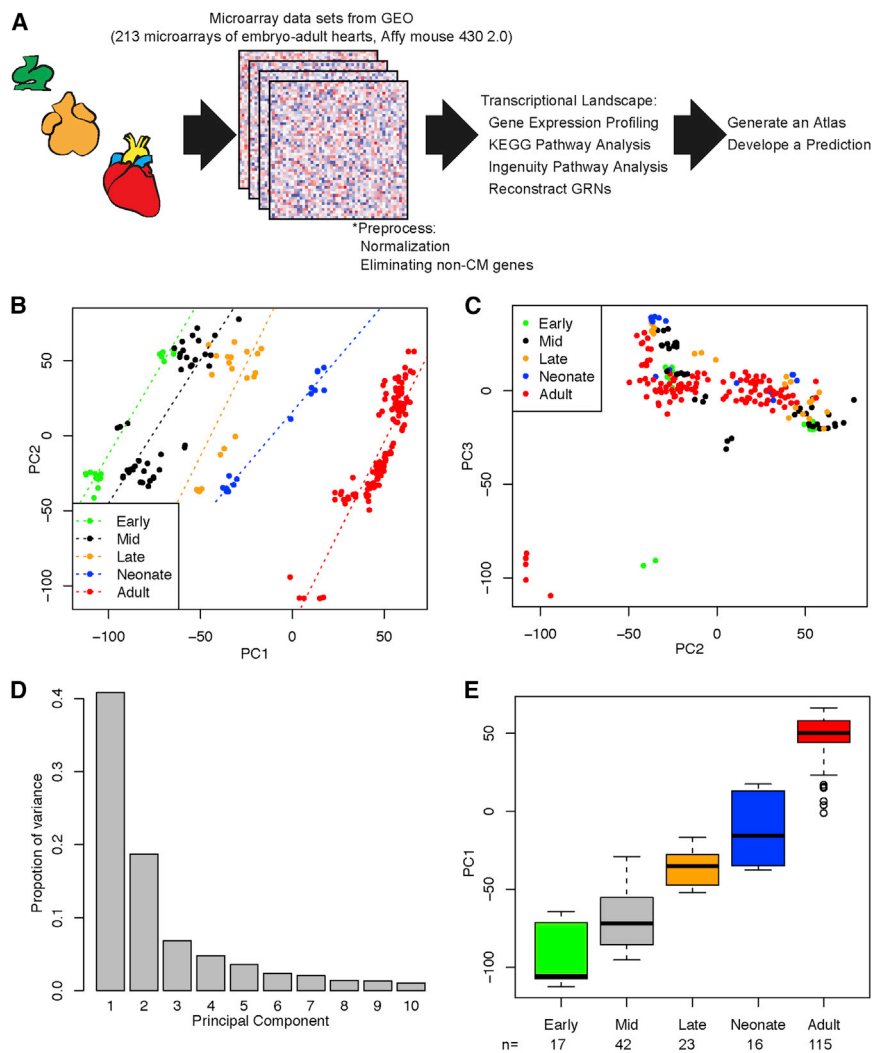 A
Microarray data sets from GEO
(213 microarrays of embryo-adult hearts, Affy mouse 430 2.0)
Transcriptional Landscape:
Gene Expression Profiling
KEGG Pathway Analysis
Ingenuity Pathway Analysis
Reconstract GRNs
Generate an Atlas
Develope a Prediction
*Preprocess:
Normalization
Eliminating non-CM genes
B
PC2
50
0
−50
−100
Early
Mid
Late
Neonate
Adult
−100
−50
0
50
PC1
C
PC3
50
0
−50
−100
Early
Mid
Late
Neonate
Adult
−100
−50
0
50
PC2
D
Propotion of variance
0.4
0.3
0.2
0.1
0.0
1 2 3 4 5 6 7 8 9 10
Principal Component
E
PC1
50
0
−50
−100
Early Mid Late Neonate Adult
n= 17 42 23 16 115